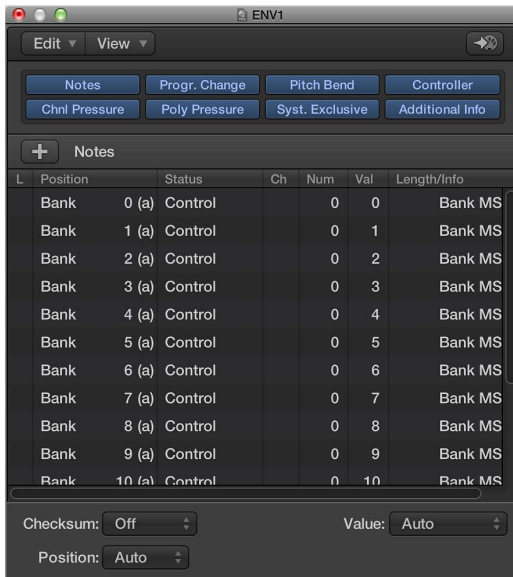 ENV1
Edit View
Notes Progr. Change Pitch Bend Controller
Chnl Pressure Poly Pressure Syst. Exclusive Additional Info
+ Notes
L Position Status Ch Num Val Length/Info
Bank 0 (a) Control 0 0 Bank MS
Bank 1 (a) Control 0 1 Bank MS
Bank 2 (a) Control 0 2 Bank MS
Bank 3 (a) Control 0 3 Bank MS
Bank 4 (a) Control 0 4 Bank MS
Bank 5 (a) Control 0 5 Bank MS
Bank 6 (a) Control 0 6 Bank MS
Bank 7 (a) Control 0 7 Bank MS
Bank 8 (a) Control 0 8 Bank MS
Bank 9 (a) Control 0 9 Bank MS
Bank 10 (a) Control 0 10 Bank MS
Checksum: Off Value: Auto
Position: Auto